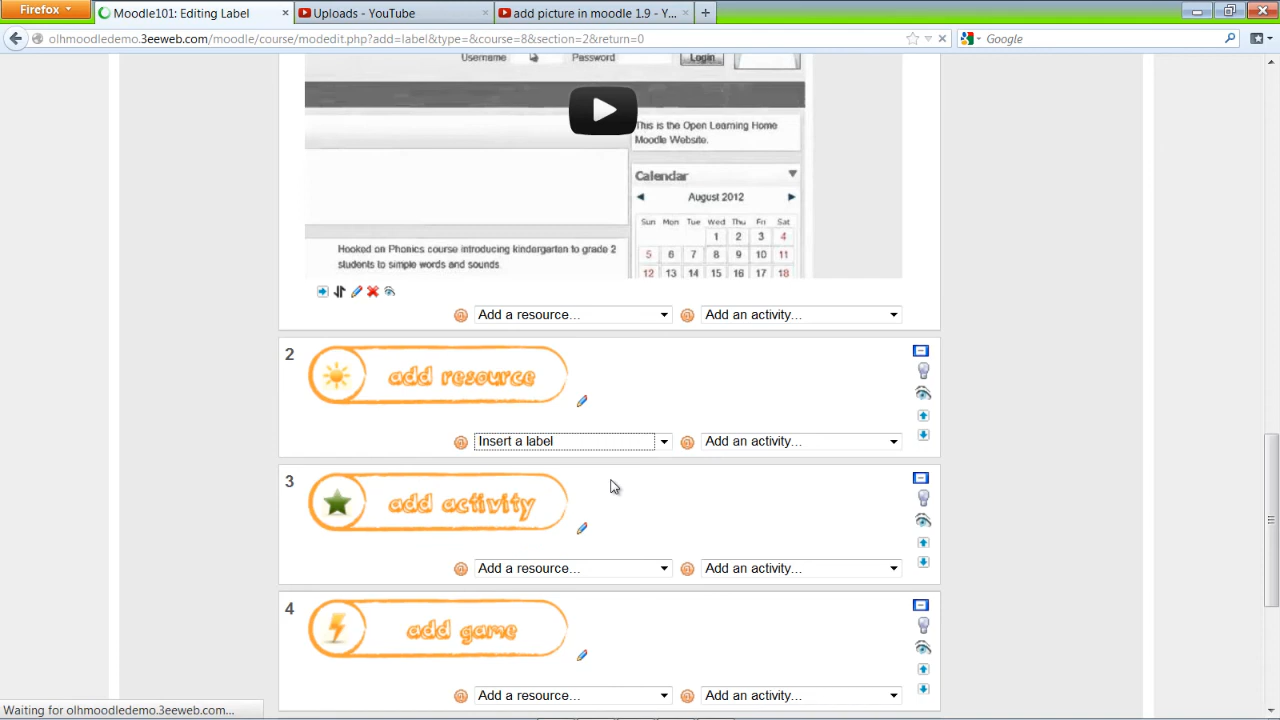 Firefox
Moodle101: Editing Label
Uploads - YouTube
add picture in moodle 1.9 - Y...
olhmoodledemo.3eeweb.com/moodle/course/modedit.php?add=label&type=&course=8&section=2&return=0
Google
Username
Password
Login
This is the Open Learning Home
Moodle Website.
Calendar
August 2012
Sun Mon Tue Wed Thu Fri Sat
1 2 3 4
5 6 7 8 9 10 11
12 13 14 15 16 17 18
Hooked on Phonics course introducing kindergarten to grade 2
students to simple words and sounds
Add a resource...
Add an activity...
2
add resource
Insert a label
Add an activity...
3
add activity
Add a resource...
Add an activity...
4
add game
Add a resource...
Add an activity...
Waiting for olhmoodledemo.3eeweb.com...